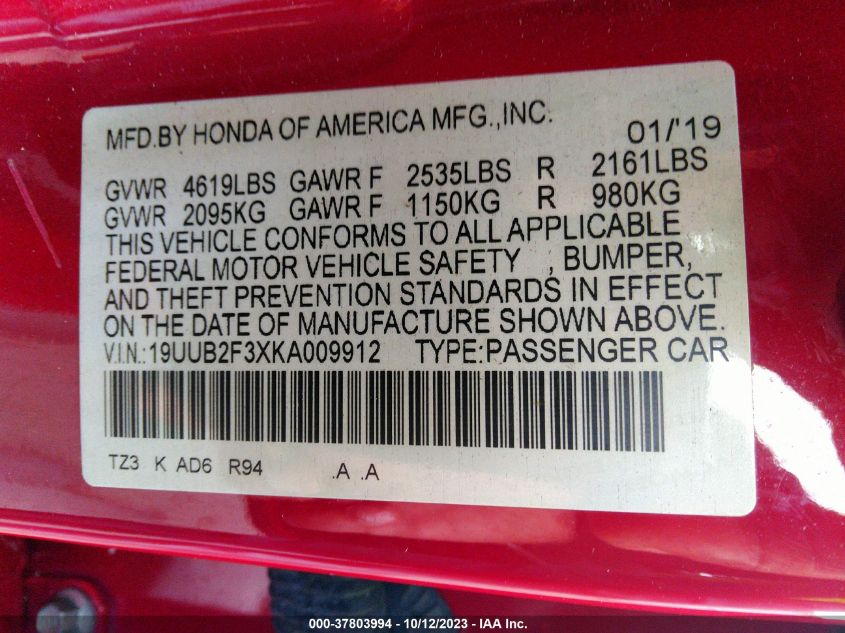 MFD.BY HONDA OF AMERICA MFG.,INC. 01/'19
GVWR 4619LBS GAWR F 2535LBS R 2161LBS
GVWR 2095KG GAWR F 1150KG R 980KG
THIS VEHICLE CONFORMS TO ALL APPLICABLE
FEDERAL MOTOR VEHICLE SAFETY , BUMPER,
AND THEFT PREVENTION STANDARDS IN EFFECT
ON THE DATE OF MANUFACTURE SHOWN ABOVE.
V.I.N.:19UUB2F3XKA009912 TYPE:PASSENGER CAR
TZ3 K AD6 R94 .A .A
000-37803994 - 10/12/2023 - IAA Inc.